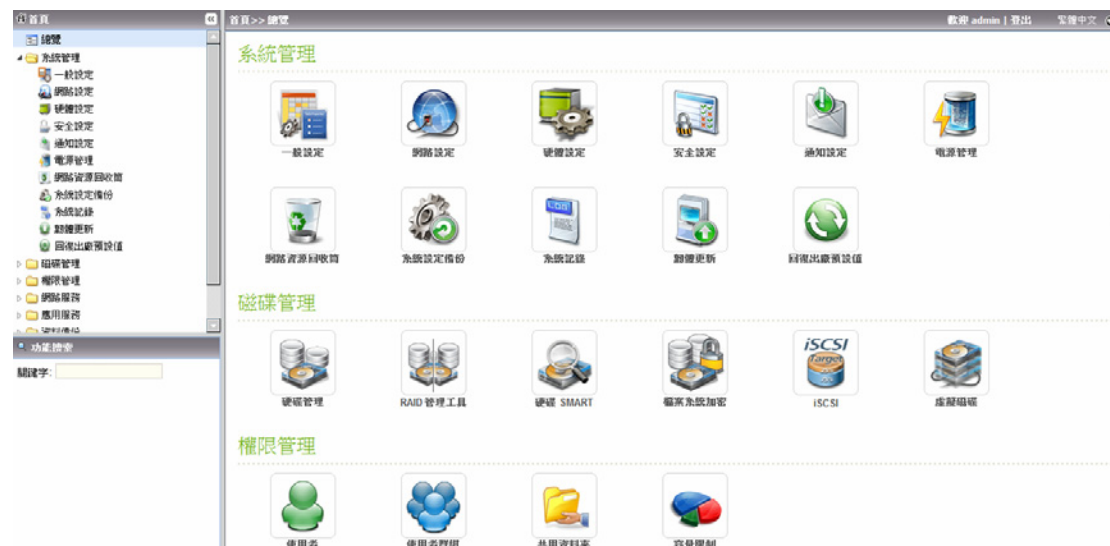 首頁
首頁>> 總覽
歡迎 admin | 登出
繁體中文
總覽
系統管理
一般設定
網路設定
硬體設定
安全設定
通知設定
電源管理
網路資源回收筒
系統設定備份
系統記錄
韌體更新
回復出廠預設值
磁碟管理
權限管理
網路服務
應用服務
資料備份
功能搜索
關鍵字:
系統管理
一般設定
網路設定
硬體設定
安全設定
通知設定
電源管理
網路資源回收筒
系統設定備份
系統記錄
韌體更新
回復出廠預設值
磁碟管理
硬碟管理
RAID 管理工具
硬碟 SMART
檔案系統加密
iSCSI
虛擬磁碟
權限管理
使用者
使用者群組
共用資料夾
容量限制